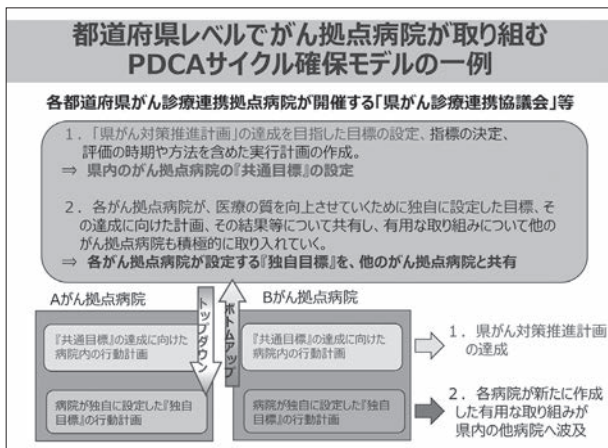 都道府県レベルでがん拠点病院が取り組む
PDCAサイクル確保モデルの一例
各都道府県がん診療連携拠点病院が開催する「県がん診療連携協議会」等
1.「県がん対策推進計画」の達成を目指した目標の設定、指標の決定、
評価の時期や方法を含めた実行計画の作成。
⇒ 県内のがん拠点病院の『共通目標』の設定
2. 各がん拠点病院が、医療の質を向上させていくために独自に設定した目標、そ
の達成に向けた計画、その結果等について共有し、有用な取り組みについて他の
がん拠点病院も積極的に取り入れていく。
⇒ 各がん拠点病院が設定する『独自目標』を、他のがん拠点病院と共有
Aがん拠点病院
トップダウン
ボトムアップ
Bがん拠点病院
『共通目標』の達成に向けた
病院内の行動計画
病院が独自に設定した『独自
目標』の行動計画
『共通目標』の達成に向けた
病院内の行動計画
病院が独自に設定した『独自
目標』の行動計画
1. 県がん対策推進計画
の達成
2. 各病院が新たに作成
した有用な取り組みが
県内の他病院へ波及